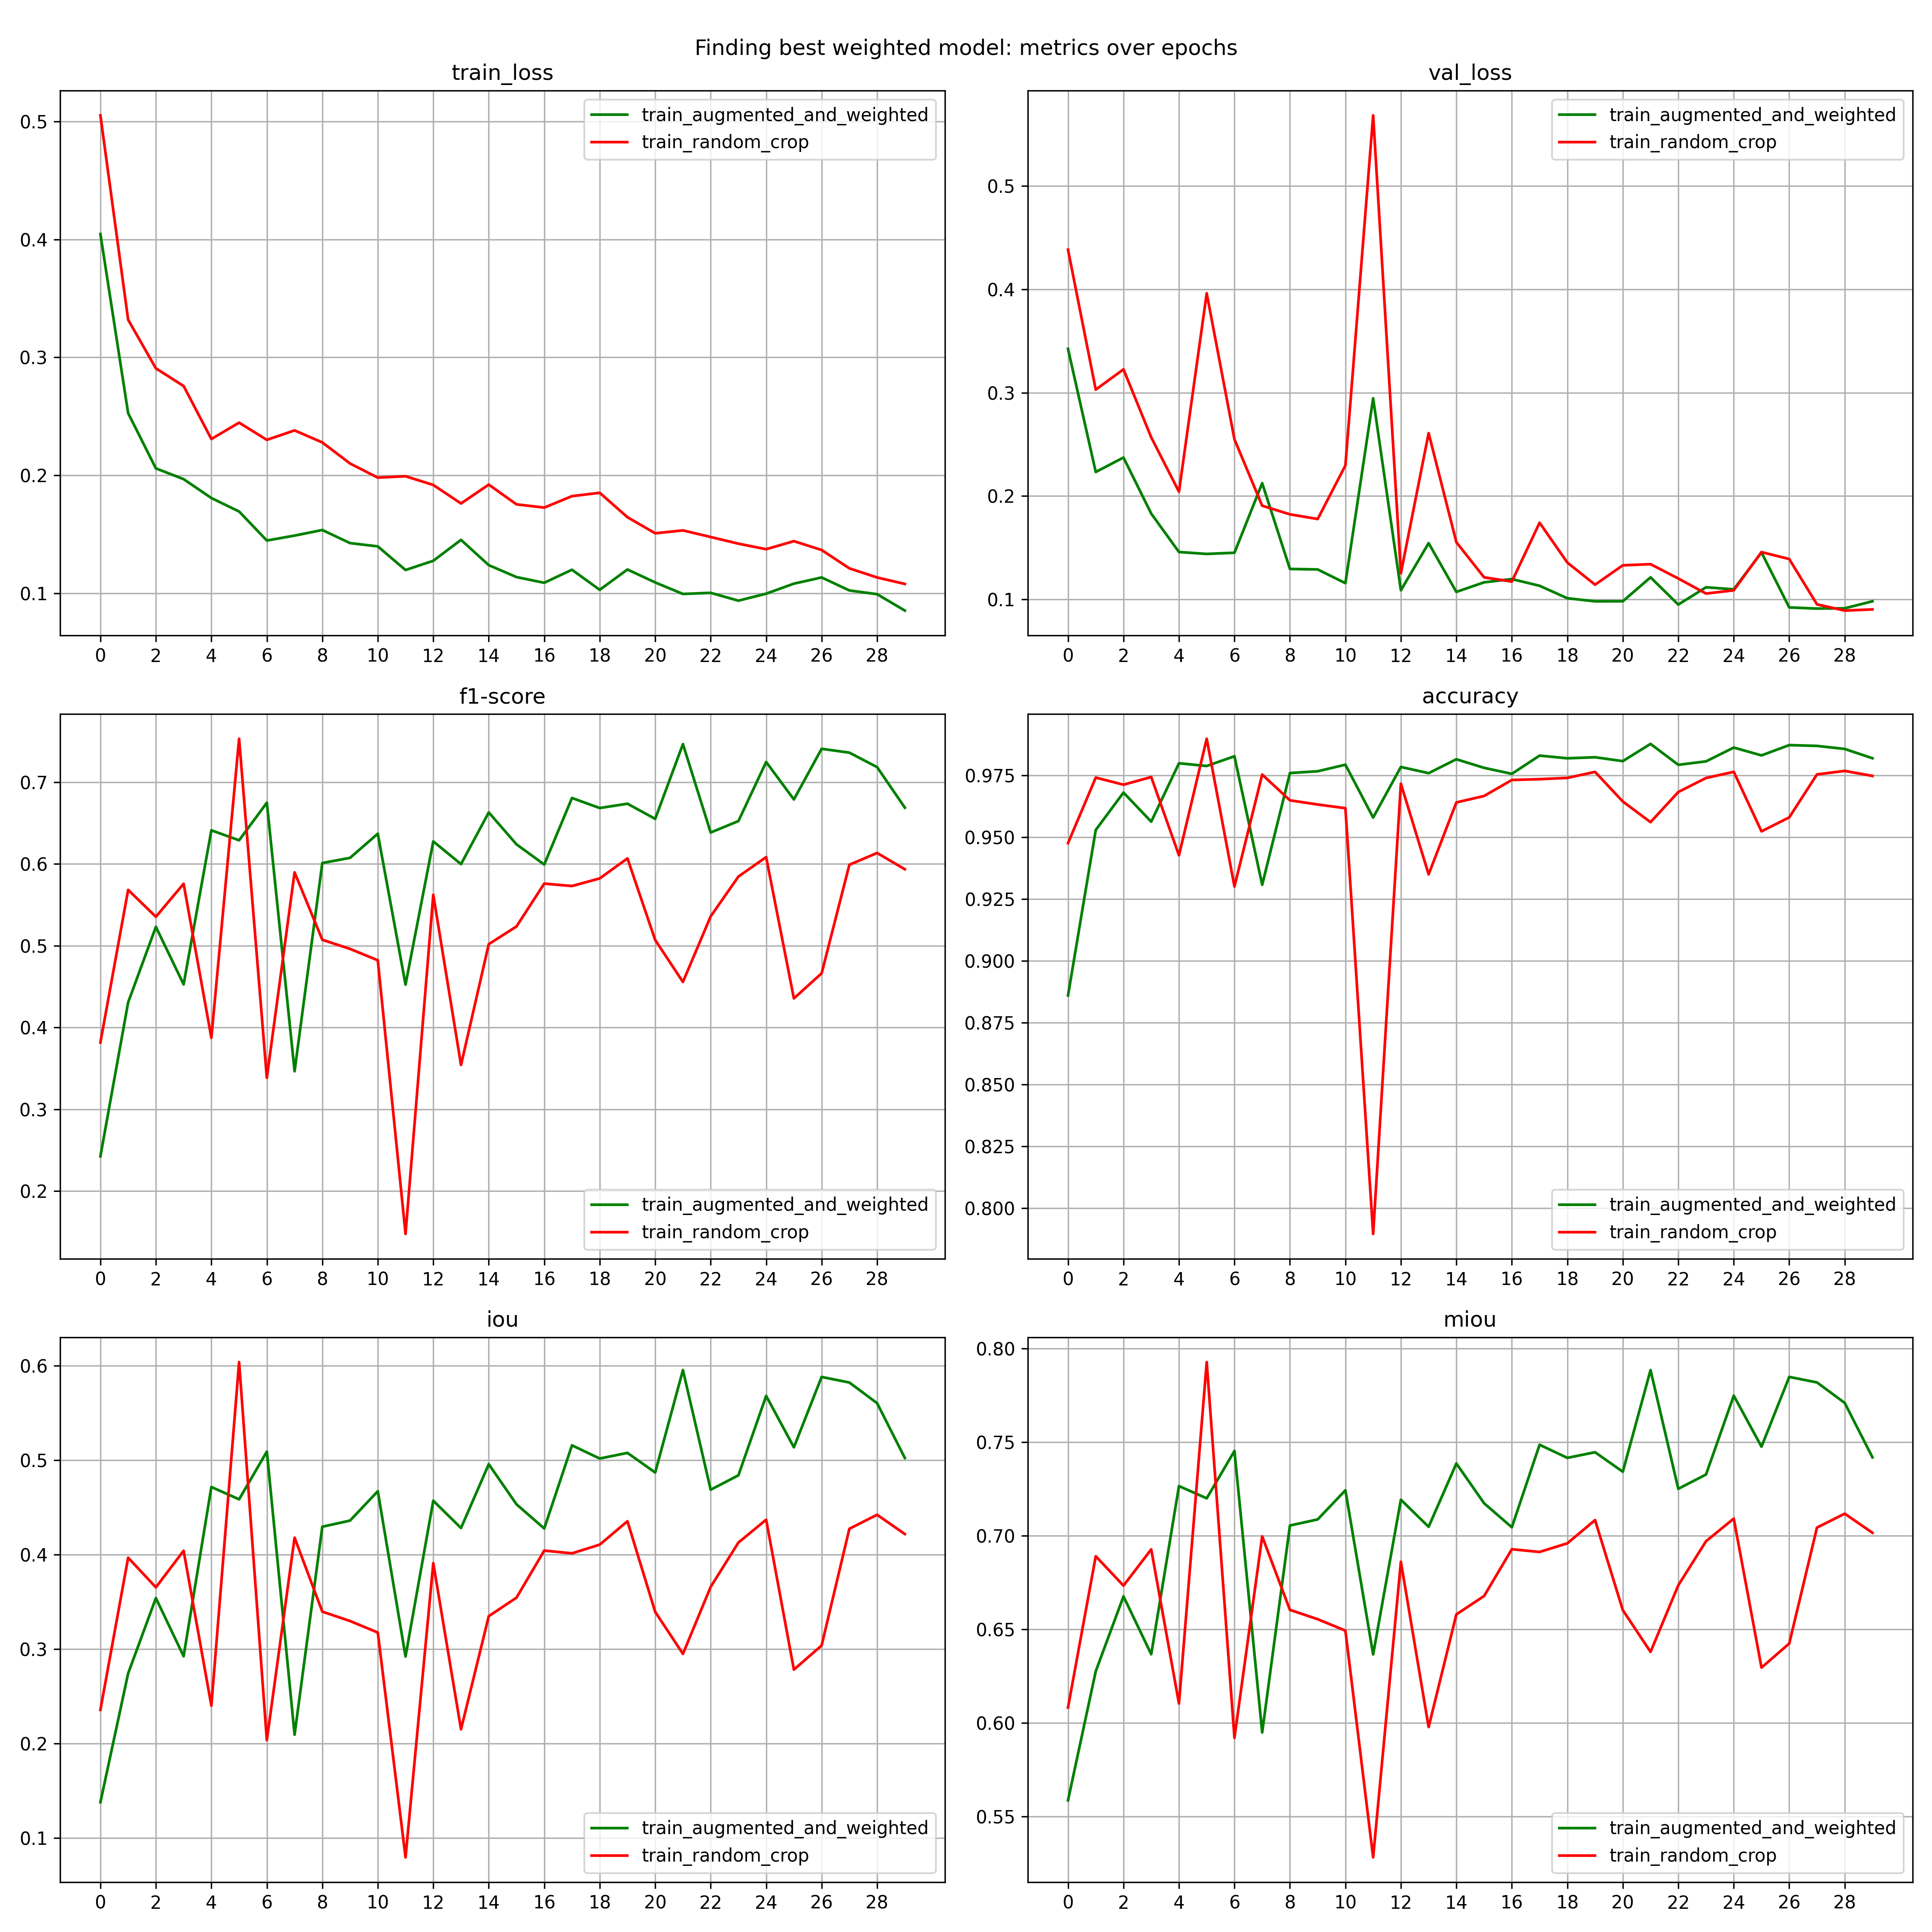 Finding best weighted model: metrics over epochs
train_loss
0.5
0.4
0.3
0.2
0.1
0 2 4 6 8 10 12 14 16 18 20 22 24 26 28
train_augmented_and_weighted
train_random_crop
val_loss
0.5
0.4
0.3
0.2
0.1
0 2 4 6 8 10 12 14 16 18 20 22 24 26 28
train_augmented_and_weighted
train_random_crop
f1-score
0.7
0.6
0.5
0.4
0.3
0.2
0 2 4 6 8 10 12 14 16 18 20 22 24 26 28
train_augmented_and_weighted
train_random_crop
accuracy
0.975
0.950
0.925
0.900
0.875
0.850
0.825
0.800
0 2 4 6 8 10 12 14 16 18 20 22 24 26 28
train_augmented_and_weighted
train_random_crop
iou
0.6
0.5
0.4
0.3
0.2
0.1
0 2 4 6 8 10 12 14 16 18 20 22 24 26 28
train_augmented_and_weighted
train_random_crop
miou
0.80
0.75
0.70
0.65
0.60
0.55
0 2 4 6 8 10 12 14 16 18 20 22 24 26 28
train_augmented_and_weighted
train_random_crop